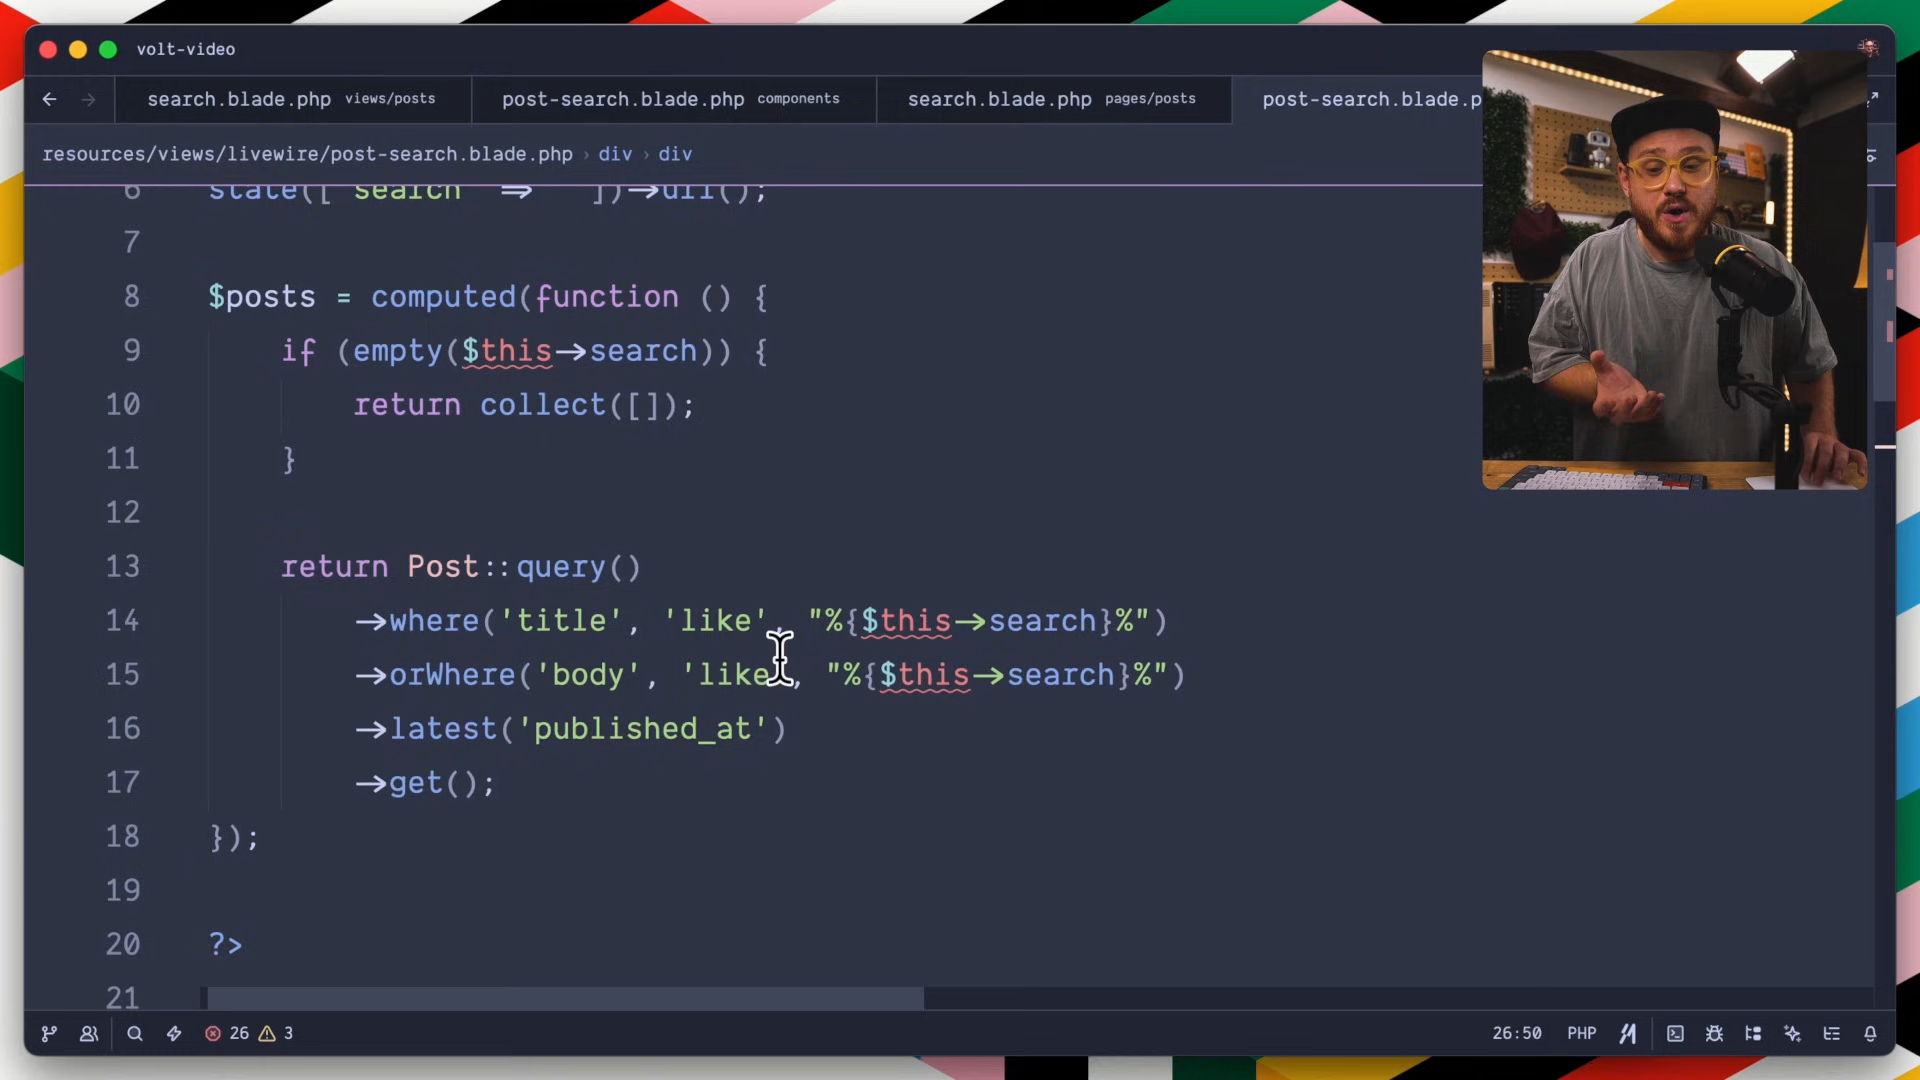 volt-video
search.blade.php views/posts
post-search.blade.php components
search.blade.php pages/posts
post-search.blade.p
resources/views/livewire/post-search.blade.php › div › div
6 state(['search' => ''])->url();
7
8 $posts = computed(function () {
9 if (empty($this->search)) {
10 return collect([]);
11 }
12
13 return Post::query()
14 ->where('title', 'like', "%{$this->search}%")
15 ->orWhere('body', 'like', "%{$this->search}%")
16 ->latest('published_at')
17 ->get();
18 });
19
20 ?>
21
26 3
26:50 PHP